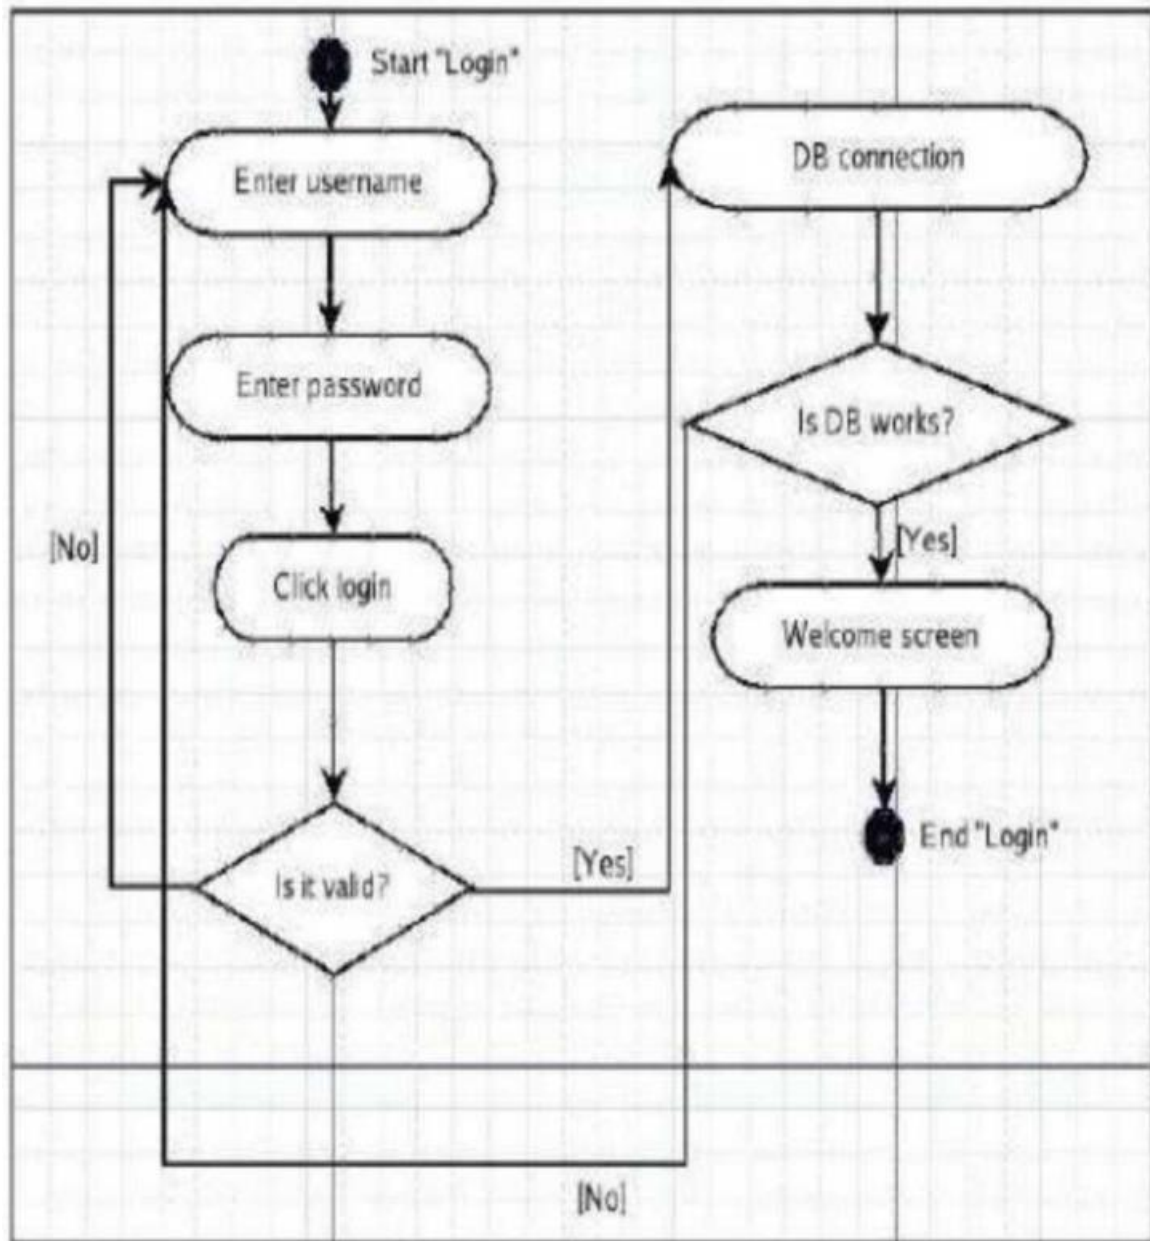 Start "Login"
Enter username
Enter password
[No]
Click login
Is it valid?
[Yes]
DB connection
Is DB works?
[Yes]
Welcome screen
End "Login"
[No]